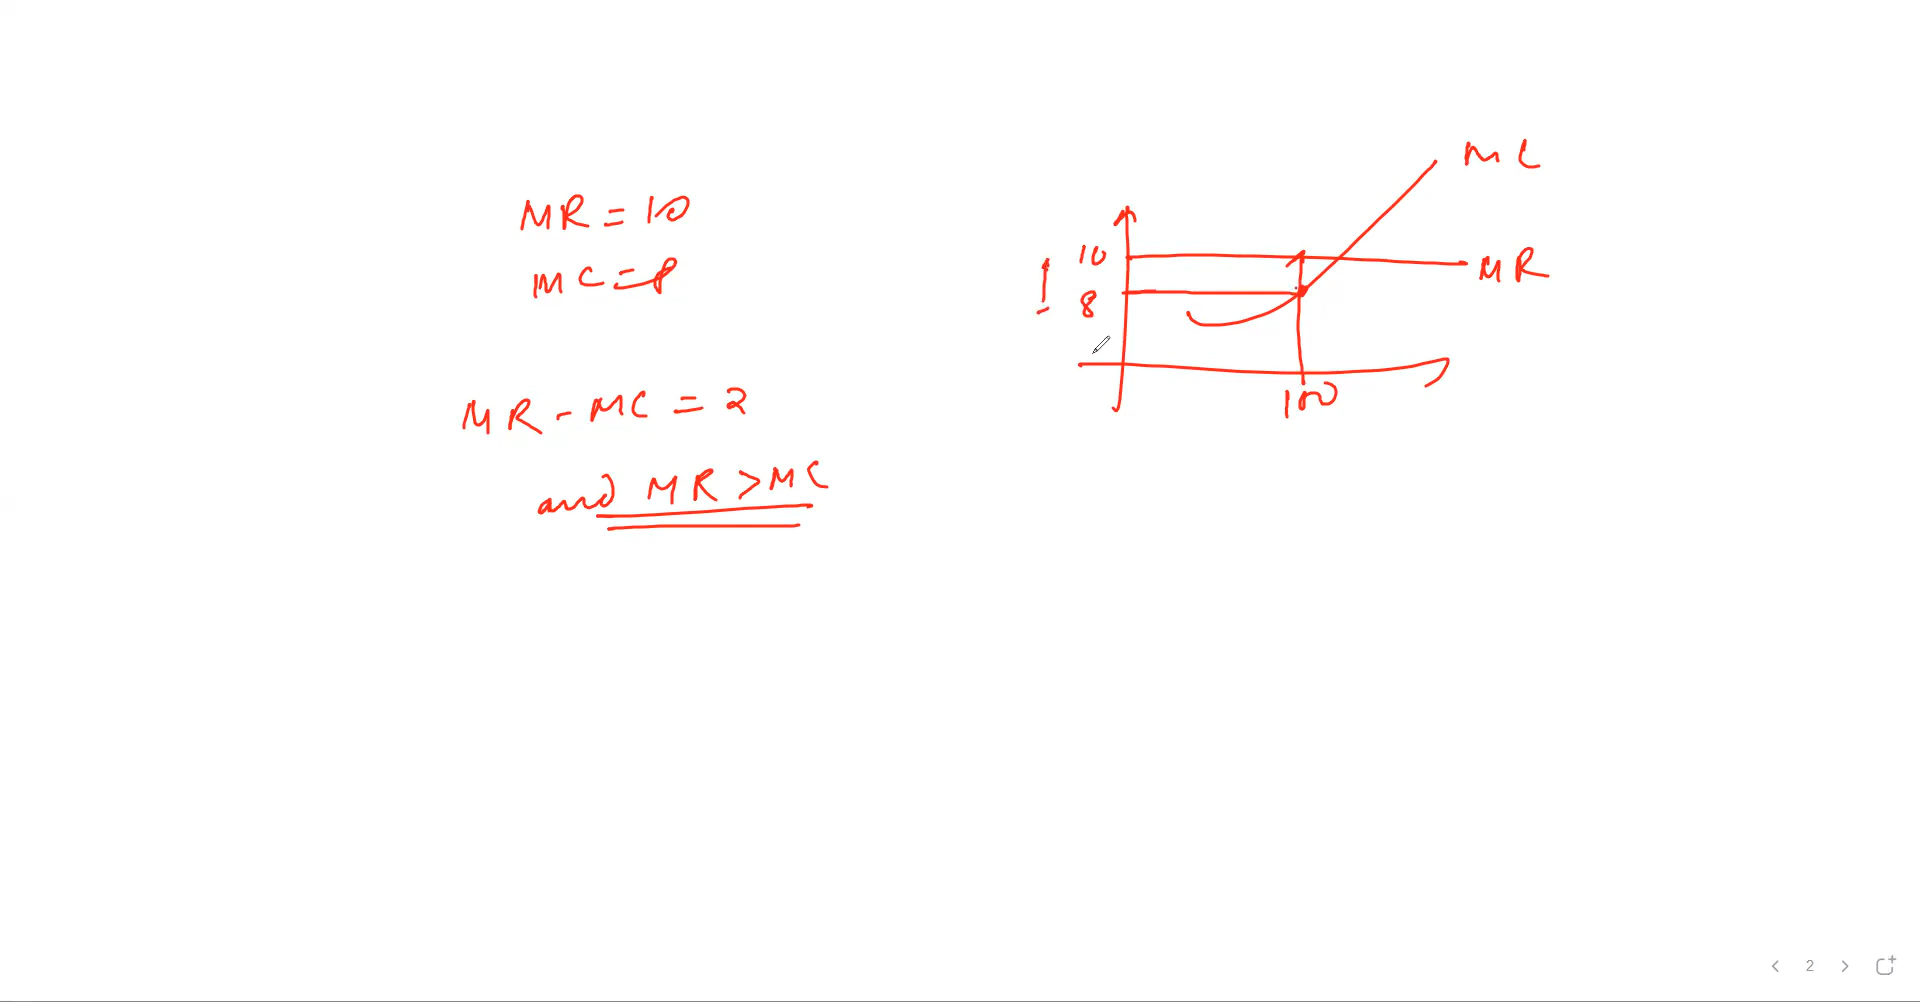 MR = 10
MC = 8
MR - MC = 2
and MR > MC
MC
10
MR
8
100
2